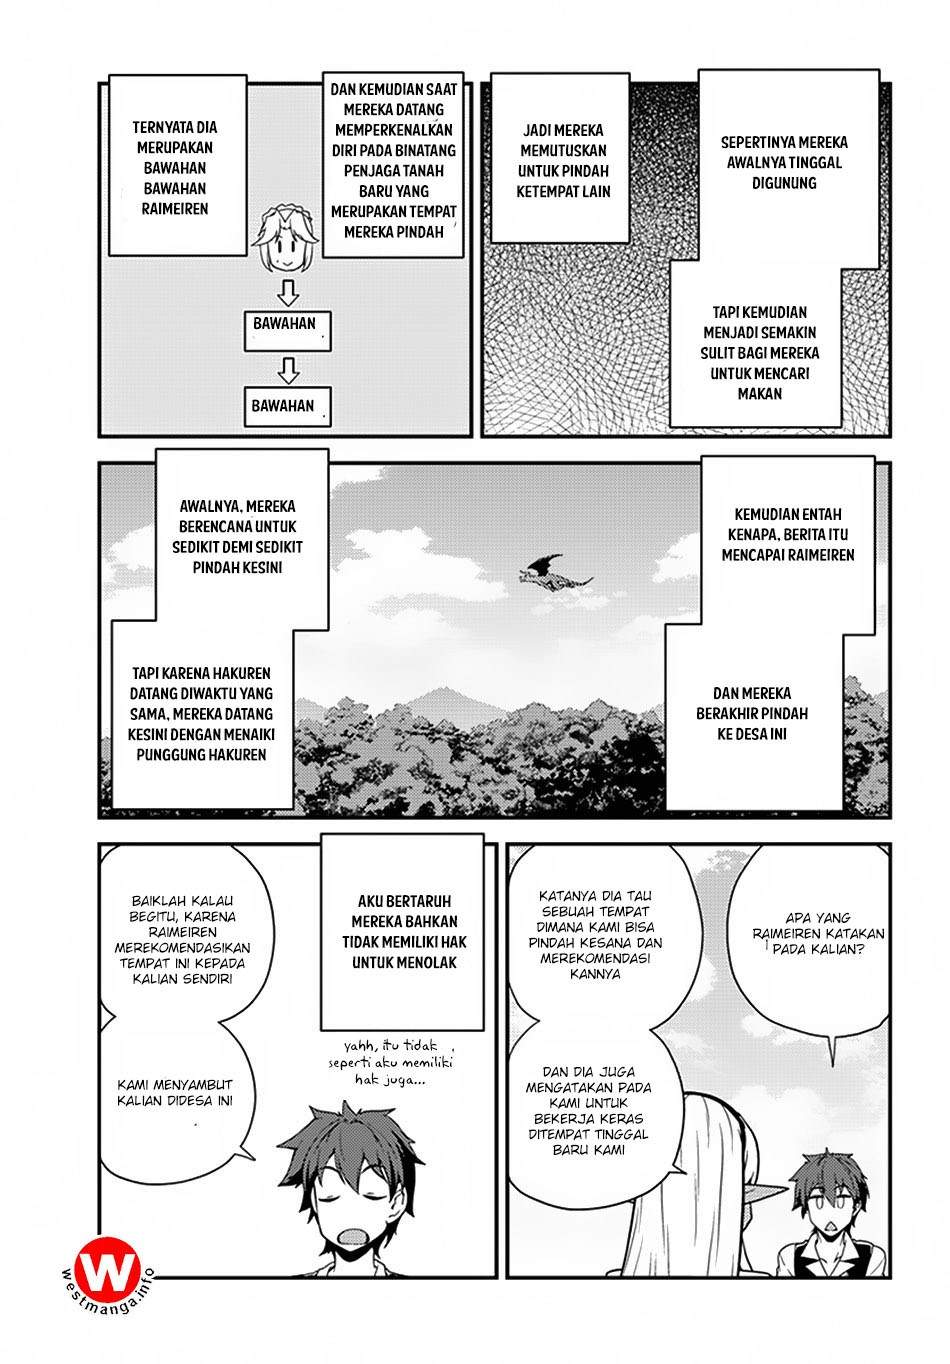 SEPERTINYA MEREKA
AWALNYA TINGGAL
DIGUNUNG
TAPI KEMUDIAN
MENJADI SEMAKIN
SULIT BAGI MEREKA
UNTUK MENCARI
MAKAN
JADI MEREKA
MEMUTUSKAN
UNTUK PINDAH
KETEMPAT LAIN
DAN KEMUDIAN SAAT
MEREKA DATANG
MEMPERKENALKAN
DIRI PADA BINATANG
PENJAGA TANAH
BARU YANG
MERUPAKAN TEMPAT
MEREKA PINDAH
TERNYATA DIA
MERUPAKAN
BAWAHAN
BAWAHAN
RAIMEIREN
BAWAHAN
BAWAHAN
KEMUDIAN ENTAH
KENAPA, BERITA ITU
MENCAPAI RAIMEIREN
DAN MEREKA
BERAKHIR PINDAH
KE DESA INI
AWALNYA, MEREKA
BERENCANA UNTUK
SEDIKIT DEMI SEDIKIT
PINDAH KESINI
TAPI KARENA HAKUREN
DATANG DIWAKTU YANG
SAMA, MEREKA DATANG
KESINI DENGAN MENAIKI
PUNGGUNG HAKUREN
APA YANG
RAIMEIREN KATAKAN
PADA KALIAN?
KATANYA DIA TAU
SEBUAH TEMPAT
DIMANA KAMI BISA
PINDAH KESANA DAN
MEREKOMENDASI
KANNYA
DAN DIA JUGA
MENGATAKAN PADA
KAMI UNTUK
BEKERJA KERAS
DITEMPAT TINGGAL
BARU KAMI
AKU BERTARUH
MEREKA BAHKAN
TIDAK MEMILIKI HAK
UNTUK MENOLAK
yahh, itu tidak
seperti aku memiliki
hak juga...
BAIKLAH KALAU
BEGITU, KARENA
RAIMEIREN
MEREKOMENDASIKAN
TEMPAT INI KEPADA
KALIAN SENDIRI
KAMI MENYAMBUT
KALIAN DIDESA INI
W
westmanga.info